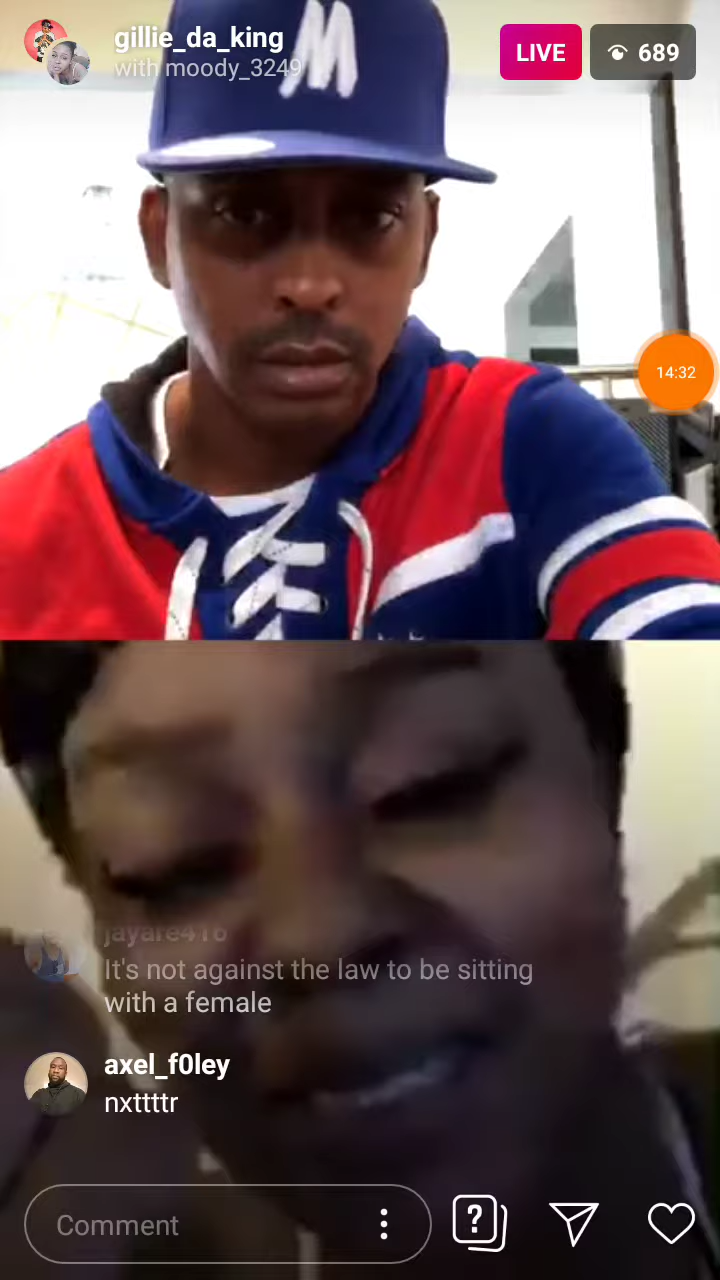 M
gillie_da_king
with moody_3249
LIVE
689
14:32
jayare416
It's not against the law to be sitting
with a female
axel_f0ley
nxttttr
Comment
?